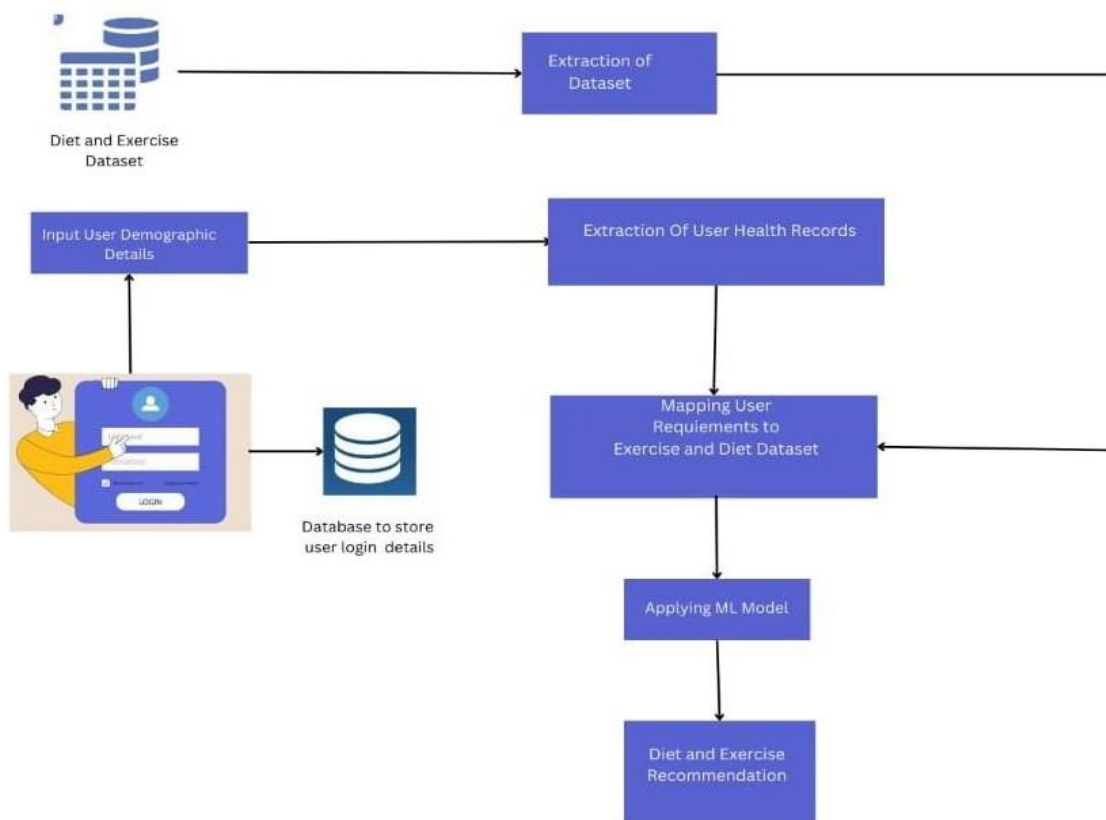 Extraction of
Dataset
Diet and Exercise
Dataset
Input User Demographic
Details
Extraction Of User Health Records
Mapping User
Requiements to
Exercise and Diet Dataset
LOGIN
Database to store
user login details
Applying ML Model
Diet and Exercise
Recommendation